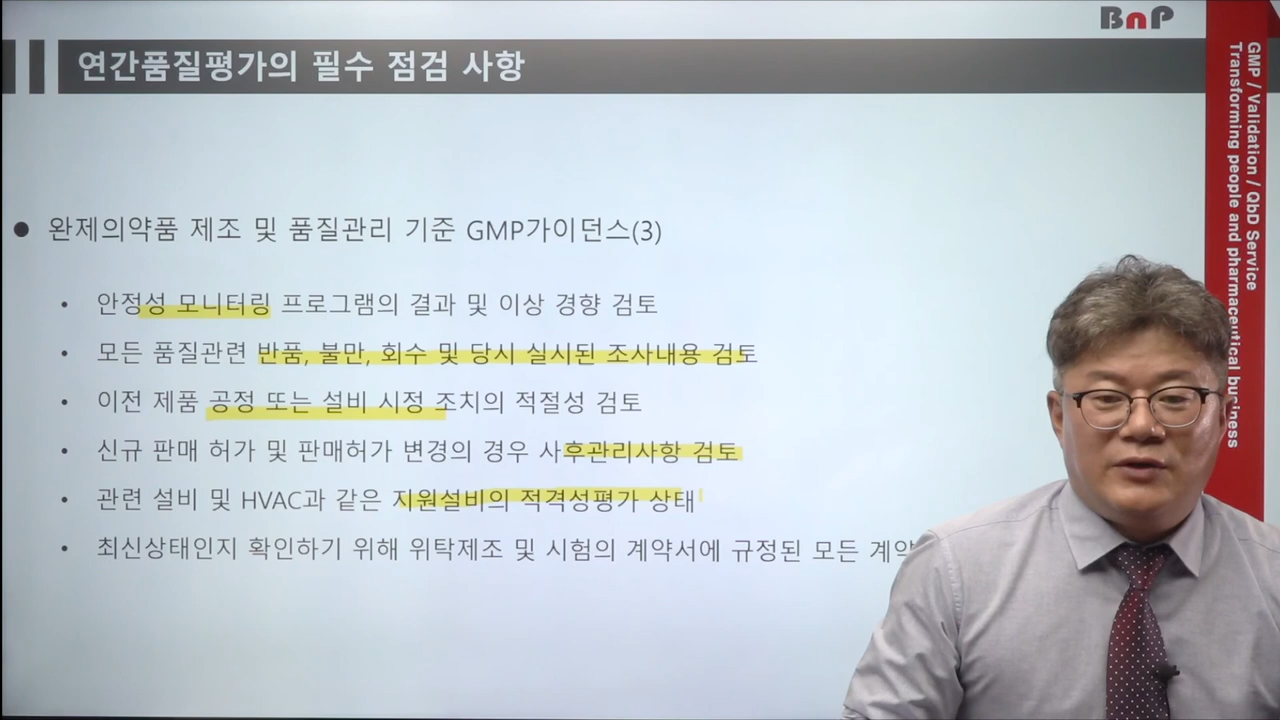 BnP
연간품질평가의 필수 점검 사항
GMP / Validation / QbD Service
Transforming people and pharmaceutical business
● 완제의약품 제조 및 품질관리 기준 GMP가이던스(3)
• 안정성 모니터링 프로그램의 결과 및 이상 경향 검토
• 모든 품질관련 반품, 불만, 회수 및 당시 실시된 조사내용 검토
• 이전 제품 공정 또는 설비 시정 조치의 적절성 검토
• 신규 판매 허가 및 판매허가 변경의 경우 사후관리사항 검토
• 관련 설비 및 HVAC과 같은 지원설비의 적격성평가 상태
• 최신상태인지 확인하기 위해 위탁제조 및 시험의 계약서에 규정된 모든 계약